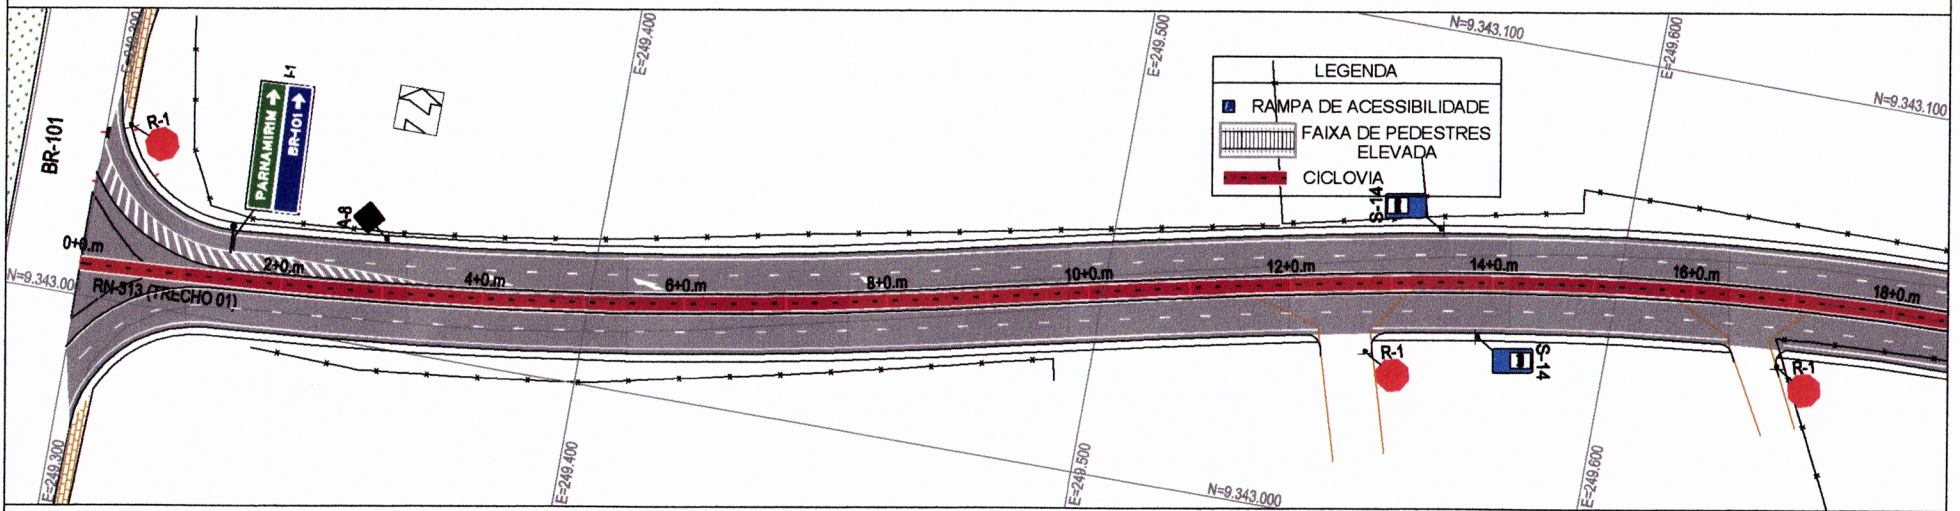 E=249.300
E=249.400
E=249.500
N=9.343.100
E=249.600
N=9.343.100
BR-101
R-1
PARNAMIRIM
BR-101
I-1
A-8
LEGENDA
RAMPA DE ACESSIBILIDADE
FAIXA DE PEDESTRES
ELEVADA
CICLOVIA
S-14
0+0.m
2+0.m
4+0.m
6+0.m
8+0.m
10+0.m
12+0.m
14+0.m
16+0.m
18+0.m
N=9.343.00
RN-313 (TRECHO 01)
R-1
S-14
R-1
E=249.300
E=249.400
E=249.500
N=9.343.000
E=249.600